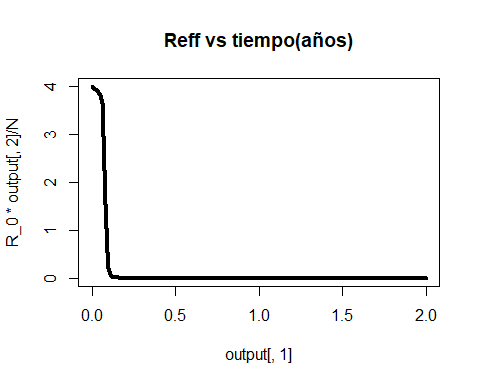 Reff vs tiempo(años)
R_0 * output[, 2]/N
4
3
2
1
0
0.0 0.5 1.0 1.5 2.0
output[, 1]